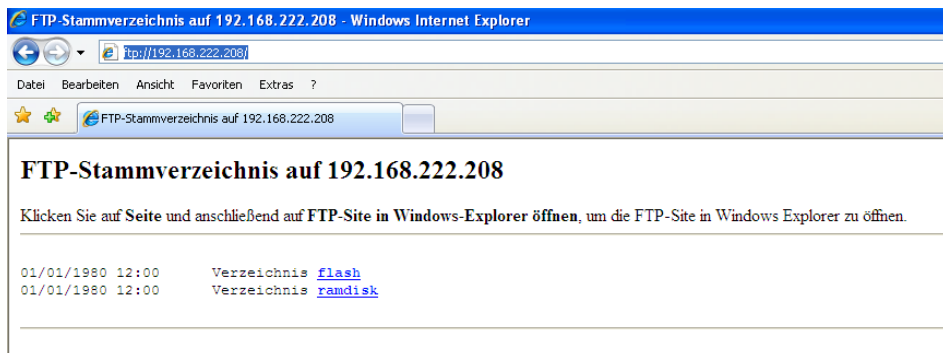 FTP-Stammverzeichnis auf 192.168.222.208 - Windows Internet Explorer
ftp://192.168.222.208/
Datei Bearbeiten Ansicht Favoriten Extras ?
FTP-Stammverzeichnis auf 192.168.222.208
FTP-Stammverzeichnis auf 192.168.222.208
Klicken Sie auf Seite und anschließend auf FTP-Site in Windows-Explorer öffnen, um die FTP-Site in Windows Explorer zu öffnen.
01/01/1980 12:00 Verzeichnis flash
01/01/1980 12:00 Verzeichnis ramdisk